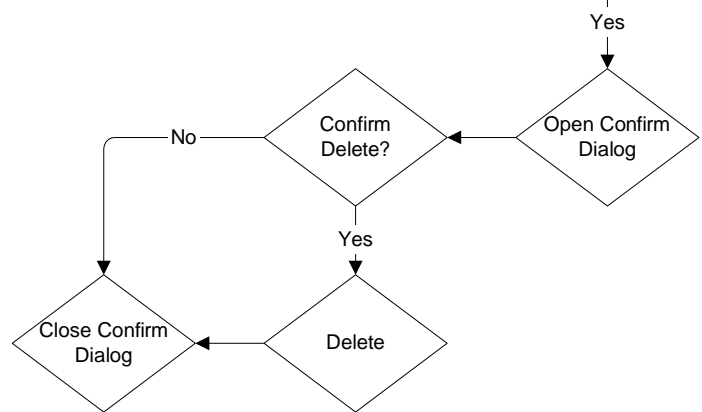 Yes
Confirm
Delete?
Open Confirm
Dialog
No
Yes
Close Confirm
Dialog
Delete